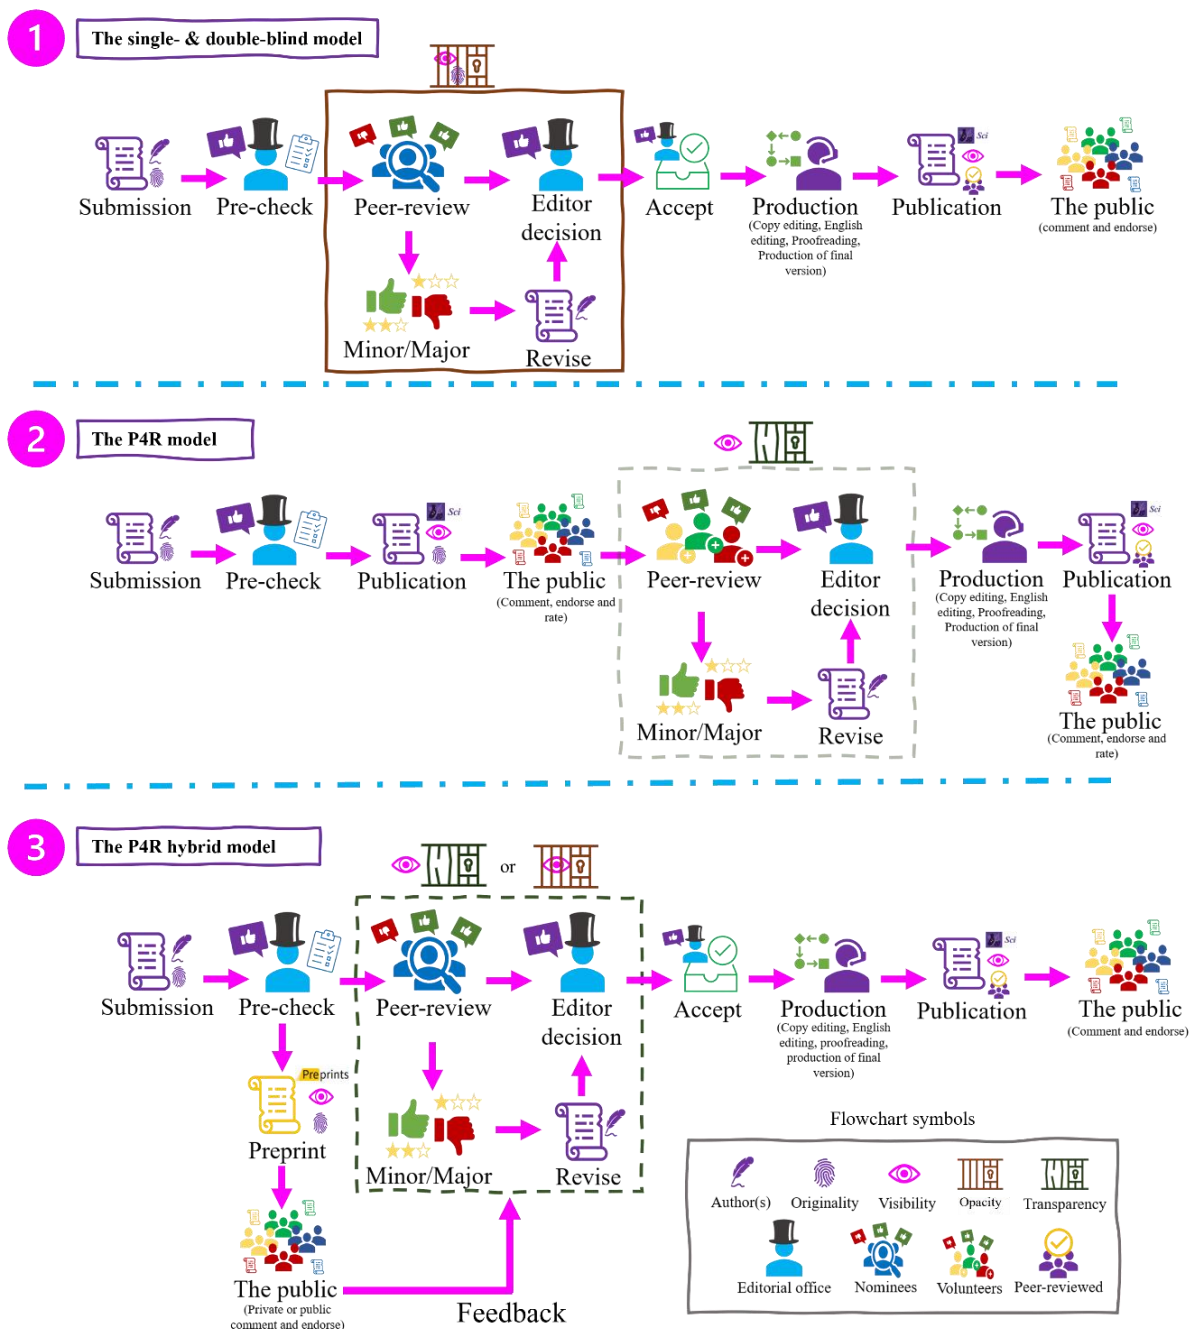 1
The single- & double-blind model
Sci
Submission
Pre-check
Peer-review
Editor
decision
Accept
Production
(Copy editing, English
editing, Proofreading,
Production of final
version)
Publication
The public
(comment and endorse)
Minor/Major
Revise
2
The P4R model
Sci
Sci
Submission
Pre-check
Publication
The public
(Comment, endorse and
rate)
Peer-review
Editor
decision
Production
(Copy editing, English
editing, Proofreading,
Production of final
version)
Publication
Minor/Major
Revise
The public
(Comment, endorse and
rate)
3
The P4R hybrid model
or
Sci
Submission
Pre-check
Peer-review
Editor
decision
Accept
Production
(Copy editing, English
editing, proofreading,
production of final
version)
Publication
The public
(Comment and endorse)
Preprints
Preprint
Minor/Major
Revise
The public
(Private or public
comment and endorse)
Feedback
Flowchart symbols
Author(s)
Originality
Visibility
Opacity
Transparency
Editorial office
Nominees
Volunteers
Peer-reviewed